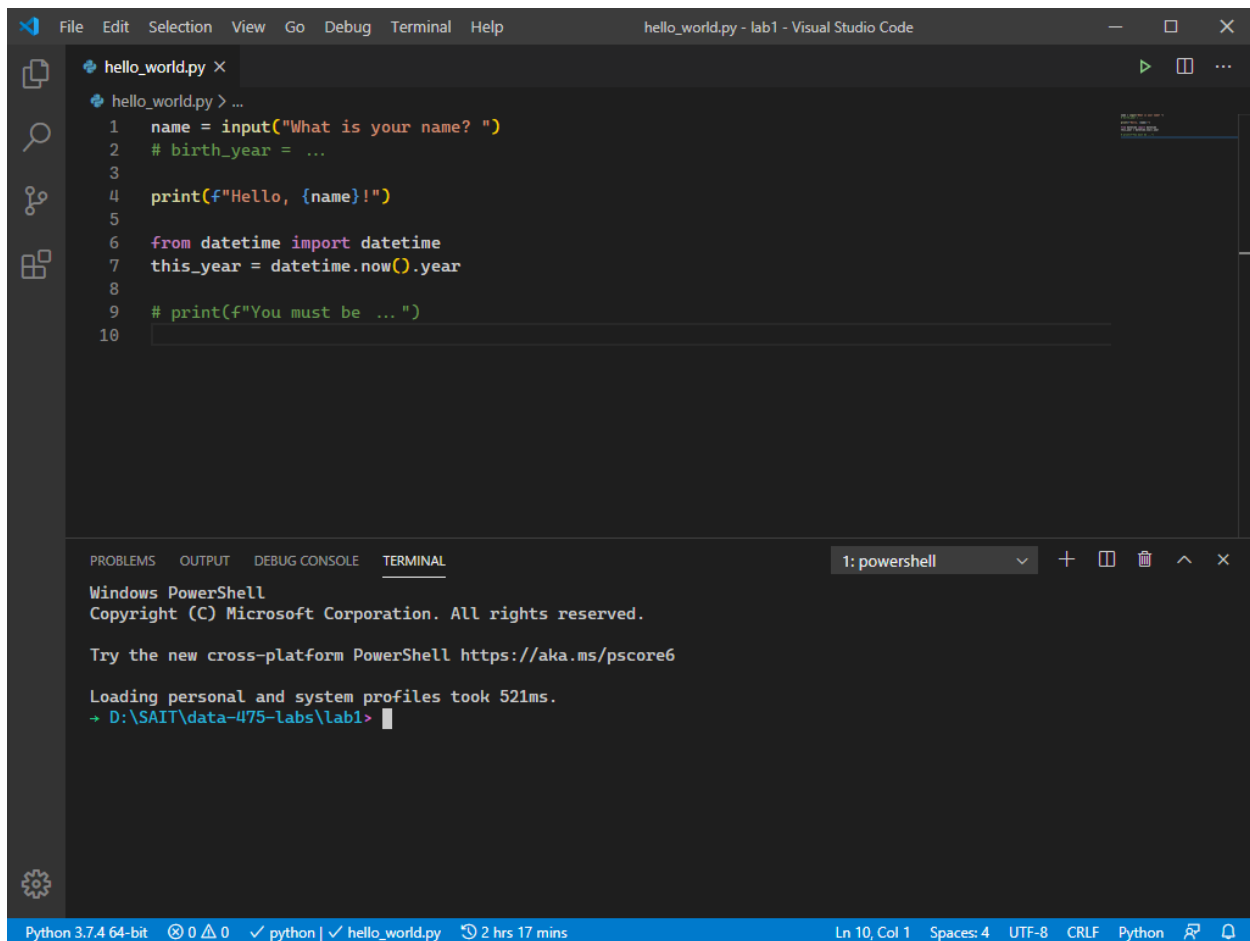 File Edit Selection View Go Debug Terminal Help hello_world.py - lab1 - Visual Studio Code
hello_world.py
hello_world.py > ...
1 name = input("What is your name? ")
2 # birth_year = ...
3
4 print(f"Hello, {name}!")
5
6 from datetime import datetime
7 this_year = datetime.now().year
8
9 # print(f"You must be ...")
10
PROBLEMS OUTPUT DEBUG CONSOLE TERMINAL 1: powershell
Windows PowerShell
Copyright (C) Microsoft Corporation. All rights reserved.
Try the new cross-platform PowerShell https://aka.ms/pscore6
Loading personal and system profiles took 521ms.
→ D:\SAIT\data-475-labs\lab1>
Python 3.7.4 64-bit 0 0 ✓ python | ✓ hello_world.py 2 hrs 17 mins Ln 10, Col 1 Spaces: 4 UTF-8 CRLF Python